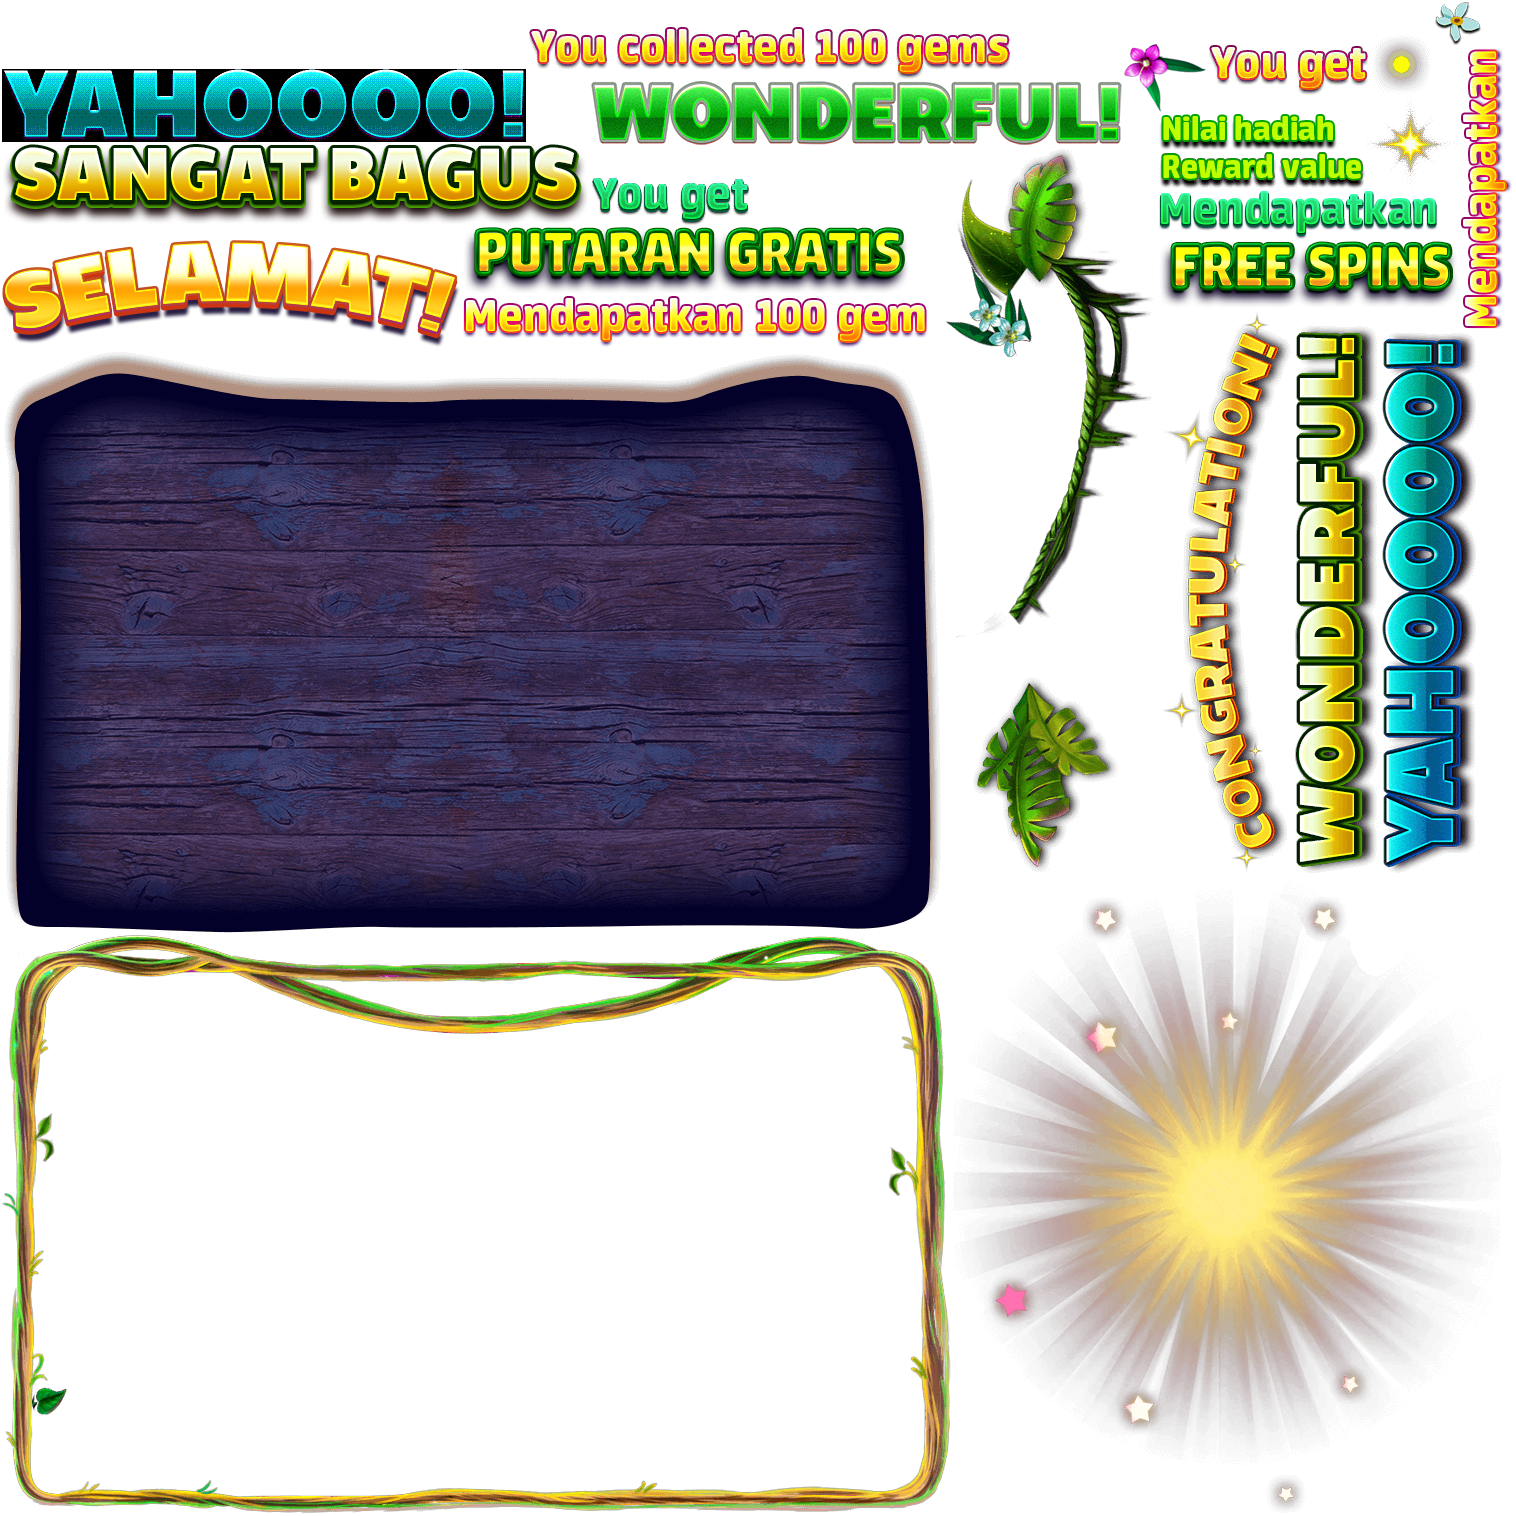 You collected 100 gems
You get
YAHOOOO!
WONDERFUL!
Nilai hadiah
Reward value
SANGAT BAGUS
You get
Mendapatkan
PUTARAN GRATIS
FREE SPINS
SELAMAT!
Mendapatkan 100 gem
Mendapatkan
CONGRATULATION!
WONDERFUL!
YAHOOOO!